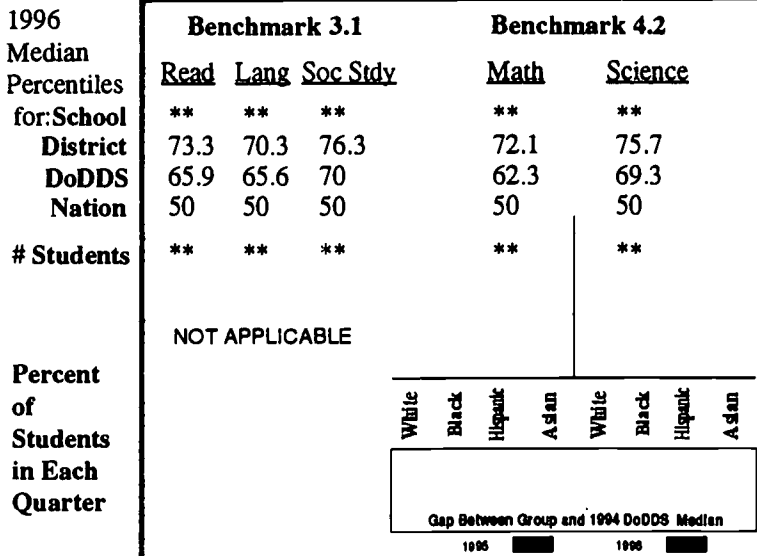 1996
Median
Percentiles
for:School
District
DoDDS
Nation
# Students
Benchmark 3.1 Benchmark 4.2
Read Lang Soc Stdy Math Science
** ** ** ** **
73.3 70.3 76.3 72.1 75.7
65.9 65.6 70 62.3 69.3
50 50 50 50 50
** ** ** ** **
NOT APPLICABLE
Percent
of
Students
in Each
Quarter
White Black Hispanic Asian White Black Hispanic Asian
Gap Between Group and 1994 DoDDS Median
1995 1996